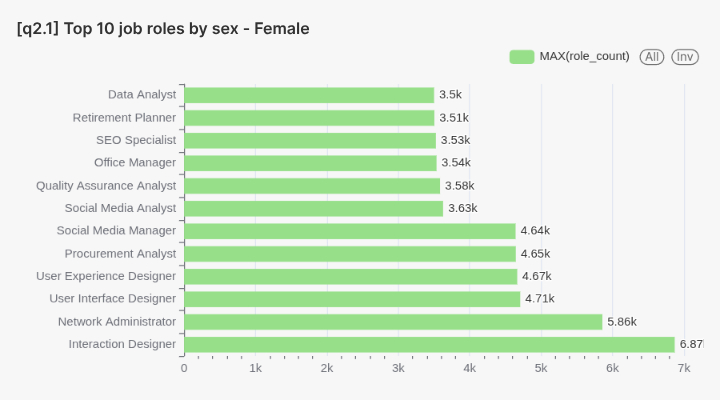 [q2.1] Top 10 job roles by sex - Female
MAX(role_count) All Inv
Data Analyst 3.5k
Retirement Planner 3.51k
SEO Specialist 3.53k
Office Manager 3.54k
Quality Assurance Analyst 3.58k
Social Media Analyst 3.63k
Social Media Manager 4.64k
Procurement Analyst 4.65k
User Experience Designer 4.67k
User Interface Designer 4.71k
Network Administrator 5.86k
Interaction Designer 6.87
0 1k 2k 3k 4k 5k 6k 7k